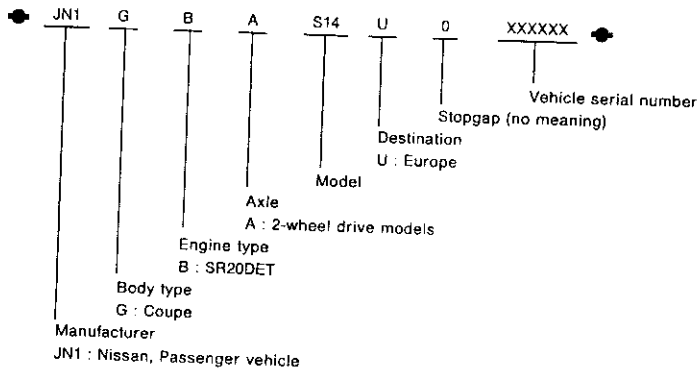 JN1 G B A S14 U 0 XXXXXX
Vehicle serial number
Stopgap (no meaning)
Destination
U : Europe
Model
Axle
A : 2-wheel drive models
Engine type
B : SR20DET
Body type
G : Coupe
Manufacturer
JN1 : Nissan, Passenger vehicle